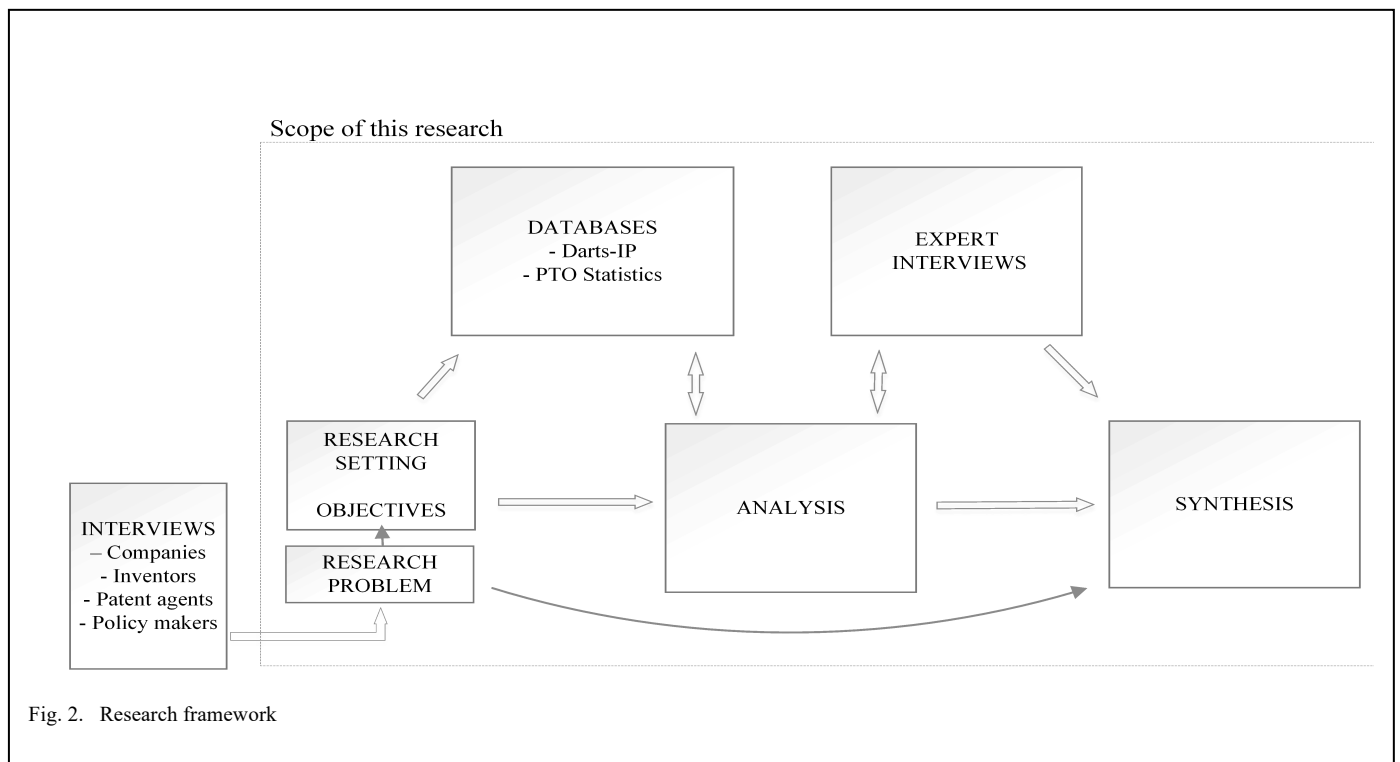 Scope of this research
DATABASES
- Darts-IP
- PTO Statistics
EXPERT
INTERVIEWS
RESEARCH
SETTING
OBJECTIVES
RESEARCH
PROBLEM
ANALYSIS
SYNTHESIS
INTERVIEWS
– Companies
- Inventors
- Patent agents
- Policy makers
Fig. 2. Research framework